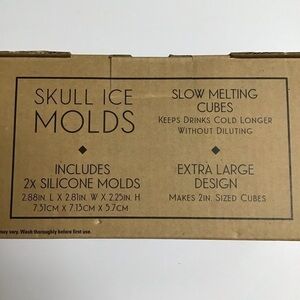 SKULL ICE
MOLDS
SLOW MELTING
CUBES
KEEPS DRINKS COLD LONGER
WITHOUT DILUTING
INCLUDES
2X SILICONE MOLDS
2.88IN. L X 2.81IN. W X 2.25IN. H
7.31CM X 7.13CM X 5.7CM
EXTRA LARGE
DESIGN
MAKES 2IN. SIZED CUBES
may vary. Wash thoroughly before first use.